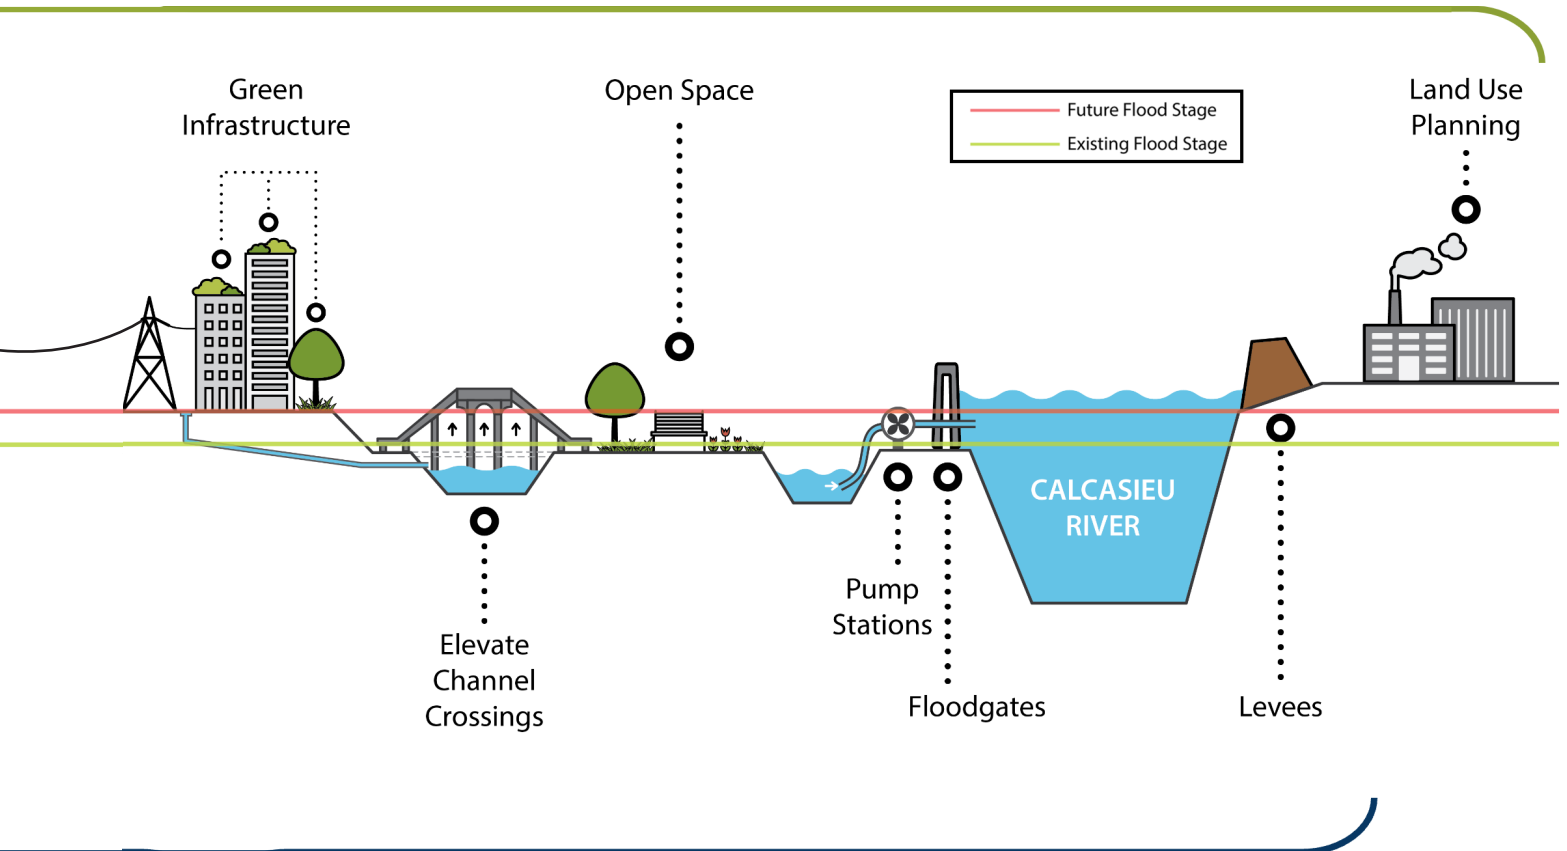 Green
Infrastructure
Open Space
Future Flood Stage
Existing Flood Stage
Land Use
Planning
CALCASIEU
RIVER
Pump
Stations
Elevate
Channel
Crossings
Floodgates
Levees